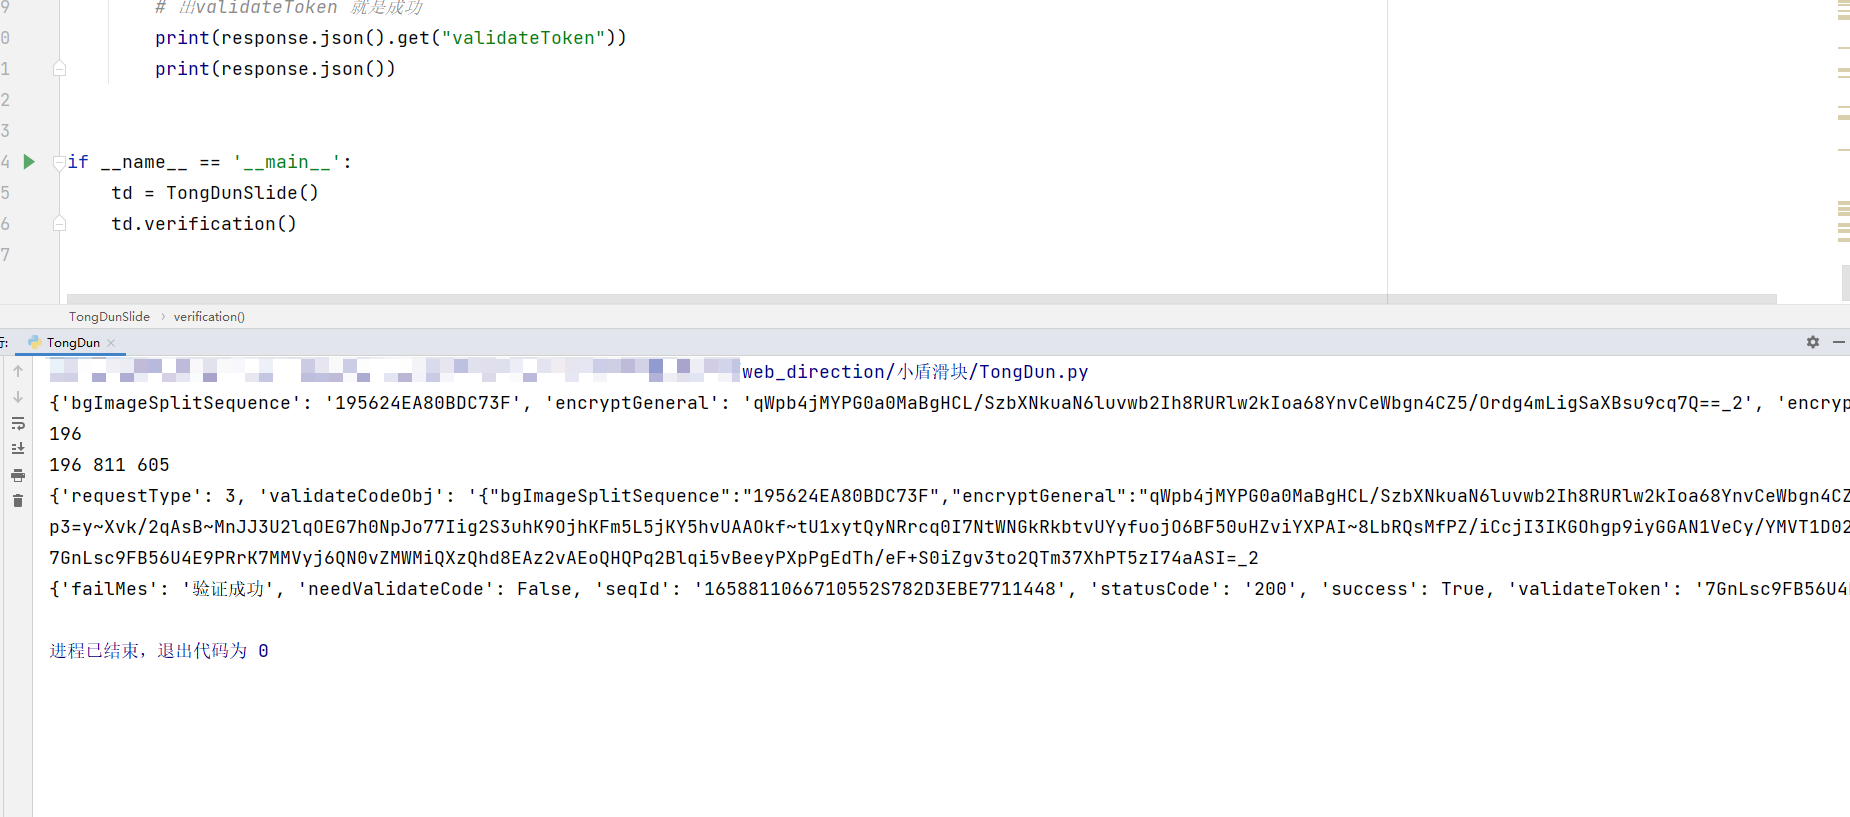 9 # 出validateToken 就是成功
0 print(response.json().get("validateToken"))
1 print(response.json())
2
3
4 if __name__ == '__main__':
5 td = TongDunSlide()
6 td.verification()
7
TongDunSlide › verification()
行: TongDun ×
web_direction/小盾滑块/TongDun.py
{'bgImageSplitSequence': '195624EA80BDC73F', 'encryptGeneral': 'qWpb4jMYPG0a0MaBgHCL/SzbXNkuaN6luvwb2Ih8RURlw2kIoa68YnvCeWbgn4CZ5/Ordg4mLigSaXBsu9cq7Q==_2', 'encryp
196
196 811 605
{'requestType': 3, 'validateCodeObj': '{"bgImageSplitSequence":"195624EA80BDC73F","encryptGeneral":"qWpb4jMYPG0a0MaBgHCL/SzbXNkuaN6luvwb2Ih8RURlw2kIoa68YnvCeWbgn4CZ
p3=y~Xvk/2qAsB~MnJJ3U2lqOEG7h0NpJo77Iig2S3uhK9OjhKFm5L5jKY5hvUAAOkf~tU1xytQyNRrcq0I7NtWNGkRkbtvUYyfuojO6BF50uHZviYXPAI~8LbRQsMfPZ/iCcjI3IKGOhgp9iyGGAN1VeCy/YMVT1D02
7GnLsc9FB56U4E9PRrK7MMVyj6QN0vZMWMiQXzQhd8EAz2vAEoQHQPq2Blqi5vBeeyPXpPgEdTh/eF+S0iZgv3to2QTm37XhPT5zI74aASI=_2
{'failMes': '验证成功', 'needValidateCode': False, 'seqId': '1658811066710552S782D3EBE7711448', 'statusCode': '200', 'success': True, 'validateToken': '7GnLsc9FB56U4
进程已结束，退出代码为 0